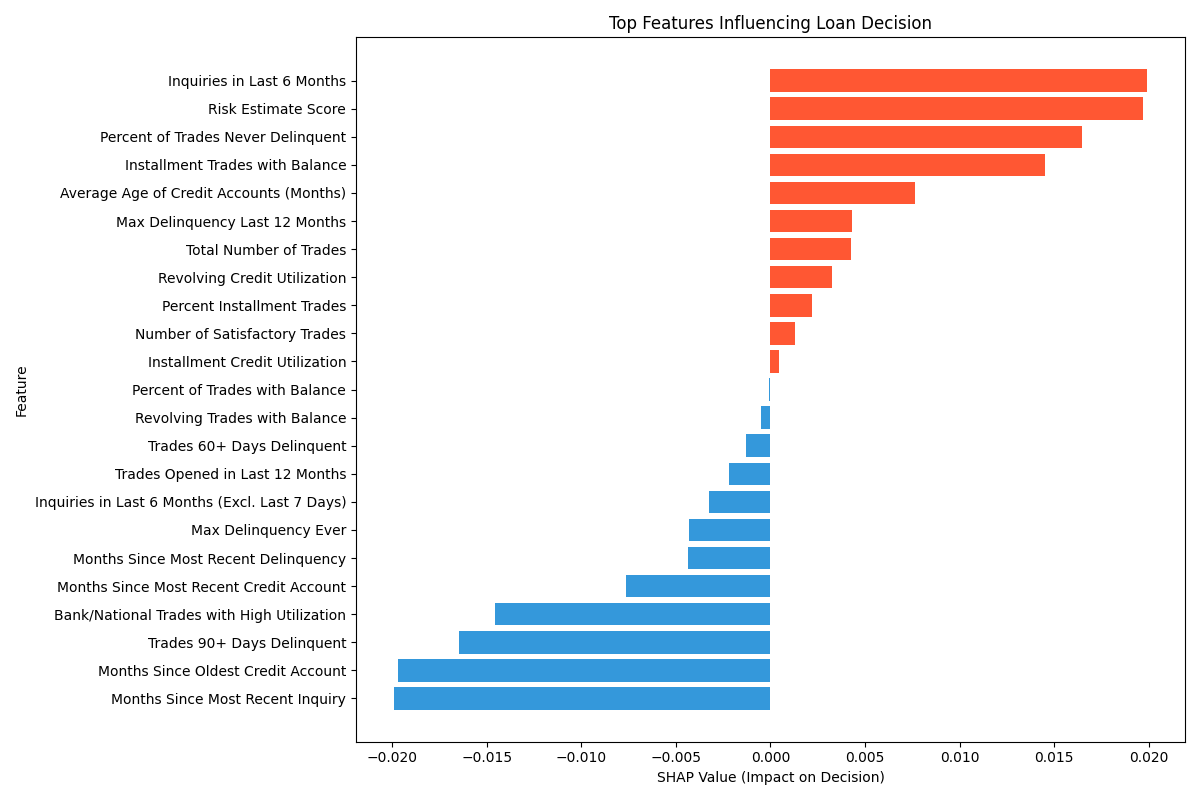 Top Features Influencing Loan Decision
Feature
Inquiries in Last 6 Months
Risk Estimate Score
Percent of Trades Never Delinquent
Installment Trades with Balance
Average Age of Credit Accounts (Months)
Max Delinquency Last 12 Months
Total Number of Trades
Revolving Credit Utilization
Percent Installment Trades
Number of Satisfactory Trades
Installment Credit Utilization
Percent of Trades with Balance
Revolving Trades with Balance
Trades 60+ Days Delinquent
Trades Opened in Last 12 Months
Inquiries in Last 6 Months (Excl. Last 7 Days)
Max Delinquency Ever
Months Since Most Recent Delinquency
Months Since Most Recent Credit Account
Bank/National Trades with High Utilization
Trades 90+ Days Delinquent
Months Since Oldest Credit Account
Months Since Most Recent Inquiry
−0.020 −0.015 −0.010 −0.005 0.000 0.005 0.010 0.015 0.020
SHAP Value (Impact on Decision)